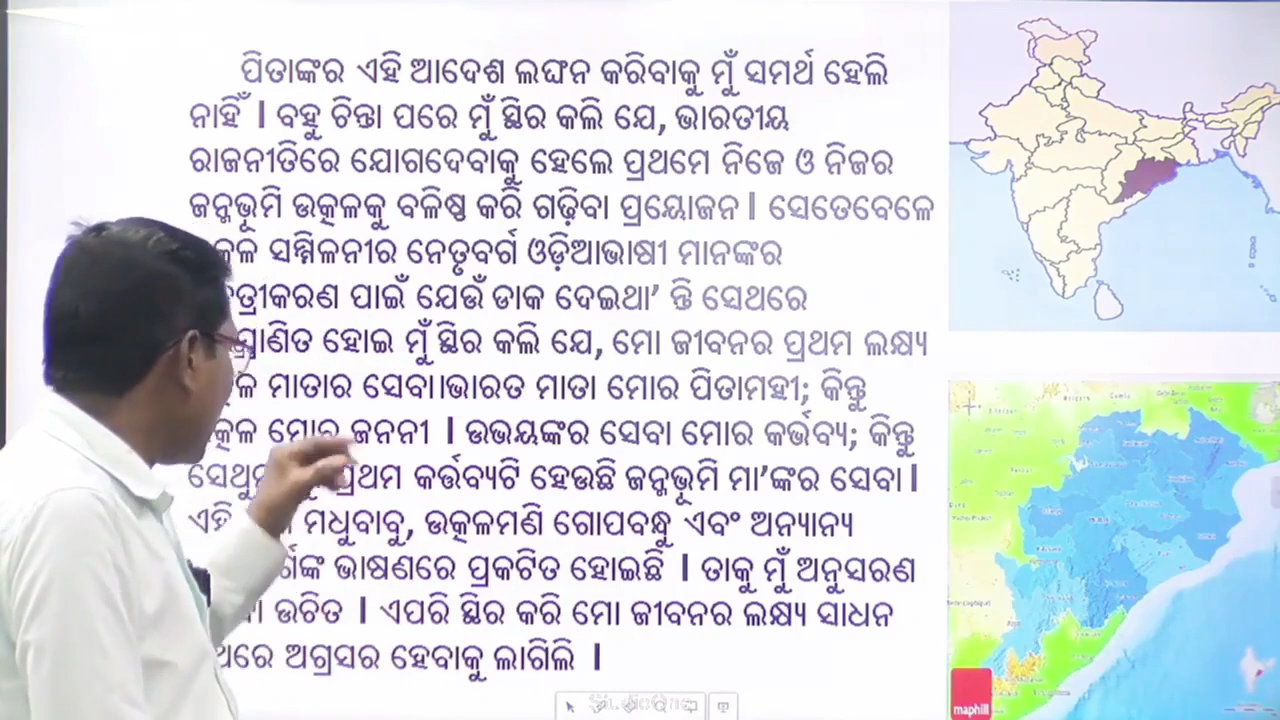 ପିତାଙ୍କର ଏହି ଆଦେଶ ଲଙ୍ଘନ କରିବାକୁ ମୁଁ ସମର୍ଥ ହେଲି
ନାହିଁ । ବହୁ ଚିନ୍ତା ପରେ ମୁଁ ସ୍ଥିର କଲି ଯେ, ଭାରତୀୟ
ରାଜନୀତିରେ ଯୋଗଦେବାକୁ ହେଲେ ପ୍ରଥମେ ନିଜେ ଓ ନିଜର
ଜନ୍ମଭୂମି ଉତ୍କଳକୁ ବଳିଷ୍ଠ କରି ଗଢ଼ିବା ପ୍ରୟୋଜନ । ସେତେବେଳେ
ସମ୍ମିଳନୀର ନେତୃବର୍ଗ ଓଡ଼ିଆଭାଷୀ ମାନଙ୍କର
ପାଇଁ ଯେଉଁ ଡାକ ଦେଇଥା’ ନ୍ତି ସେଥରେ
ହୋଇ ମୁଁ ସ୍ଥିର କଲି ଯେ, ମୋ ଜୀବନର ପ୍ରଥମ ଲକ୍ଷ୍ୟ
ମାତାର ସେବା।ଭାରତ ମାତା ମୋର ପିତାମହୀ; କିନ୍ତୁ
ମୋର ଜନନୀ । ଉଭୟଙ୍କର ସେବା ମୋର କର୍ତ୍ତବ୍ୟ; କିନ୍ତୁ
ପ୍ରଥମ କର୍ତ୍ତବ୍ୟଟି ହେଉଛି ଜନ୍ମଭୂମି ମା’ଙ୍କର ସେବା ।
ଏହି ମଧୁବାବୁ, ଉତ୍କଳମଣି ଗୋପବନ୍ଧୁ ଏବଂ ଅନ୍ୟାନ୍ୟ
ଭାଷଣରେ ପ୍ରକଟିତ ହୋଇଛି । ତାକୁ ମୁଁ ଅନୁସରଣ
ଉଚିତ । ଏପରି ସ୍ଥିର କରି ମୋ ଜୀବନର ଲକ୍ଷ୍ୟ ସାଧନ
ଅଗ୍ରସର ହେବାକୁ ଲାଗିଲି ।
maphill